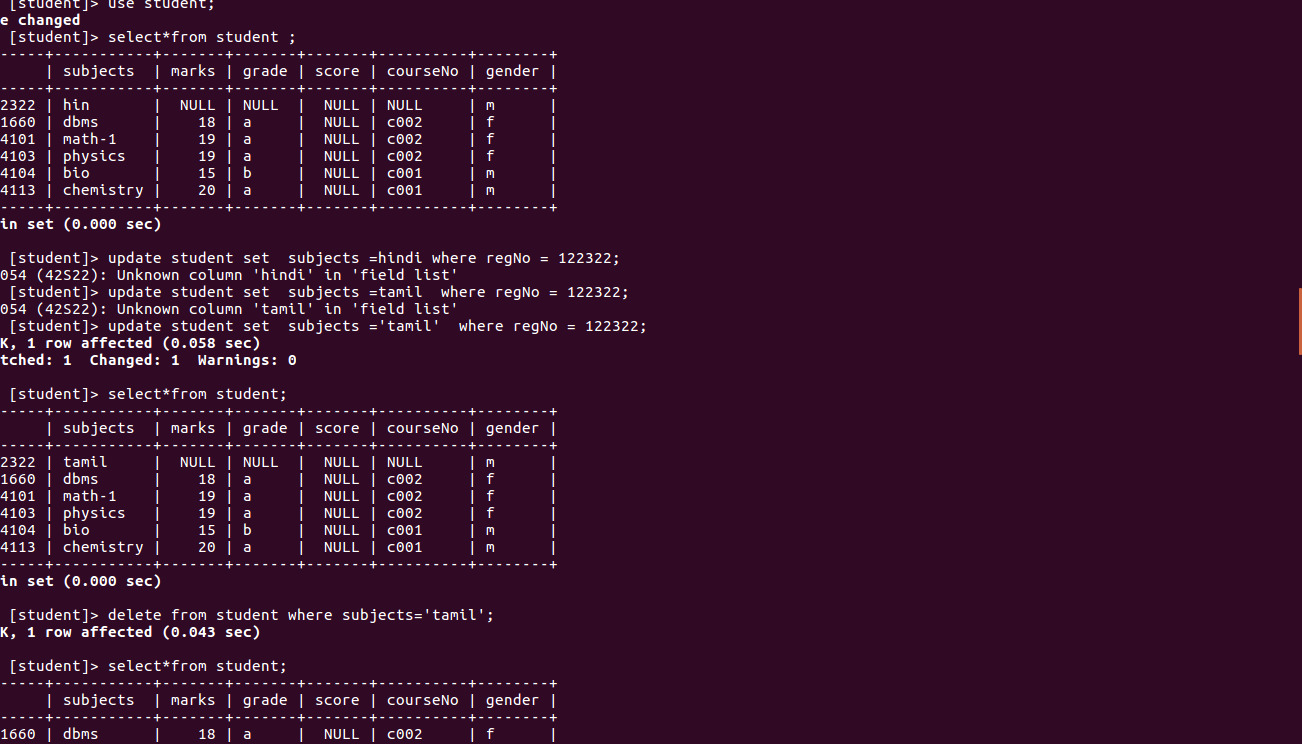 [student]> use student;
e changed
[student]> select*from student ;
-----+-----------+-------+-------+-------+----------+--------+
     | subjects  | marks | grade | score | courseNo | gender |
-----+-----------+-------+-------+-------+----------+--------+
2322 | hin       |  NULL | NULL  |  NULL | NULL     | m      |
1660 | dbms      |    18 | a     |  NULL | c002     | f      |
4101 | math-1    |    19 | a     |  NULL | c002     | f      |
4103 | physics   |    19 | a     |  NULL | c002     | f      |
4104 | bio       |    15 | b     |  NULL | c001     | m      |
4113 | chemistry |    20 | a     |  NULL | c001     | m      |
-----+-----------+-------+-------+-------+----------+--------+
in set (0.000 sec)
[student]> update student set  subjects =hindi where regNo = 122322;
054 (42S22): Unknown column 'hindi' in 'field list'
[student]> update student set  subjects =tamil  where regNo = 122322;
054 (42S22): Unknown column 'tamil' in 'field list'
[student]> update student set  subjects ='tamil'  where regNo = 122322;
K, 1 row affected (0.058 sec)
tched: 1  Changed: 1  Warnings: 0
[student]> select*from student;
-----+-----------+-------+-------+-------+----------+--------+
     | subjects  | marks | grade | score | courseNo | gender |
-----+-----------+-------+-------+-------+----------+--------+
2322 | tamil     |  NULL | NULL  |  NULL | NULL     | m      |
1660 | dbms      |    18 | a     |  NULL | c002     | f      |
4101 | math-1    |    19 | a     |  NULL | c002     | f      |
4103 | physics   |    19 | a     |  NULL | c002     | f      |
4104 | bio       |    15 | b     |  NULL | c001     | m      |
4113 | chemistry |    20 | a     |  NULL | c001     | m      |
-----+-----------+-------+-------+-------+----------+--------+
in set (0.000 sec)
[student]> delete from student where subjects='tamil';
K, 1 row affected (0.043 sec)
[student]> select*from student;
-----+-----------+-------+-------+-------+----------+--------+
     | subjects  | marks | grade | score | courseNo | gender |
-----+-----------+-------+-------+-------+----------+--------+
1660 | dbms      |    18 | a     |  NULL | c002     | f      |